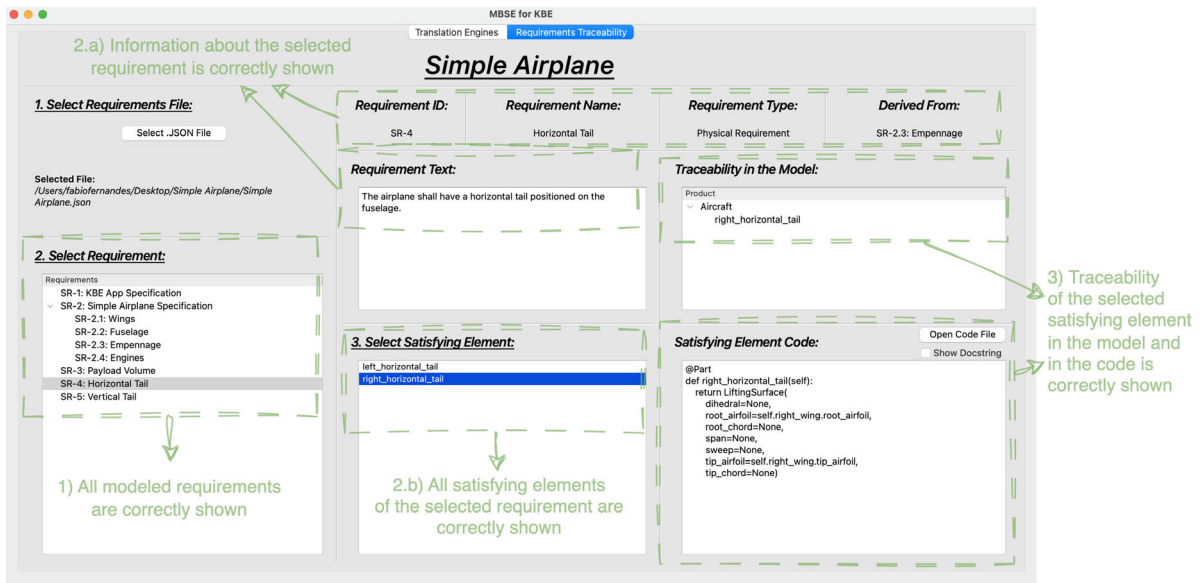 MBSE for KBE
Translation Engines
Requirements Traceability
2.a) Information about the selected
requirement is correctly shown
Simple Airplane
1. Select Requirements File:
Select .JSON File
Selected File:
/Users/fabiofernandes/Desktop/Simple Airplane/Simple
Airplane.json
Requirement ID:
SR-4
Requirement Name:
Horizontal Tail
Requirement Type:
Physical Requirement
Derived From:
SR-2.3: Empennage
Requirement Text:
The airplane shall have a horizontal tail positioned on the
fuselage.
Traceability in the Model:
Product
Aircraft
right_horizontal_tail
2. Select Requirement:
Requirements
SR-1: KBE App Specification
SR-2: Simple Airplane Specification
SR-2.1: Wings
SR-2.2: Fuselage
SR-2.3: Empennage
SR-2.4: Engines
SR-3: Payload Volume
SR-4: Horizontal Tail
SR-5: Vertical Tail
1) All modeled requirements
are correctly shown
3. Select Satisfying Element:
left_horizontal_tail
right_horizontal_tail
2.b) All satisfying elements
of the selected requirement are
correctly shown
Satisfying Element Code:
Open Code File
Show Docstring
@Part
def right_horizontal_tail(self):
return LiftingSurface(
dihedral=None,
root_airfoil=self.right_wing.root_airfoil,
root_chord=None,
span=None,
sweep=None,
tip_airfoil=self.right_wing.tip_airfoil,
tip_chord=None)
3) Traceability
of the selected
satisfying element
in the model and
in the code is
correctly shown